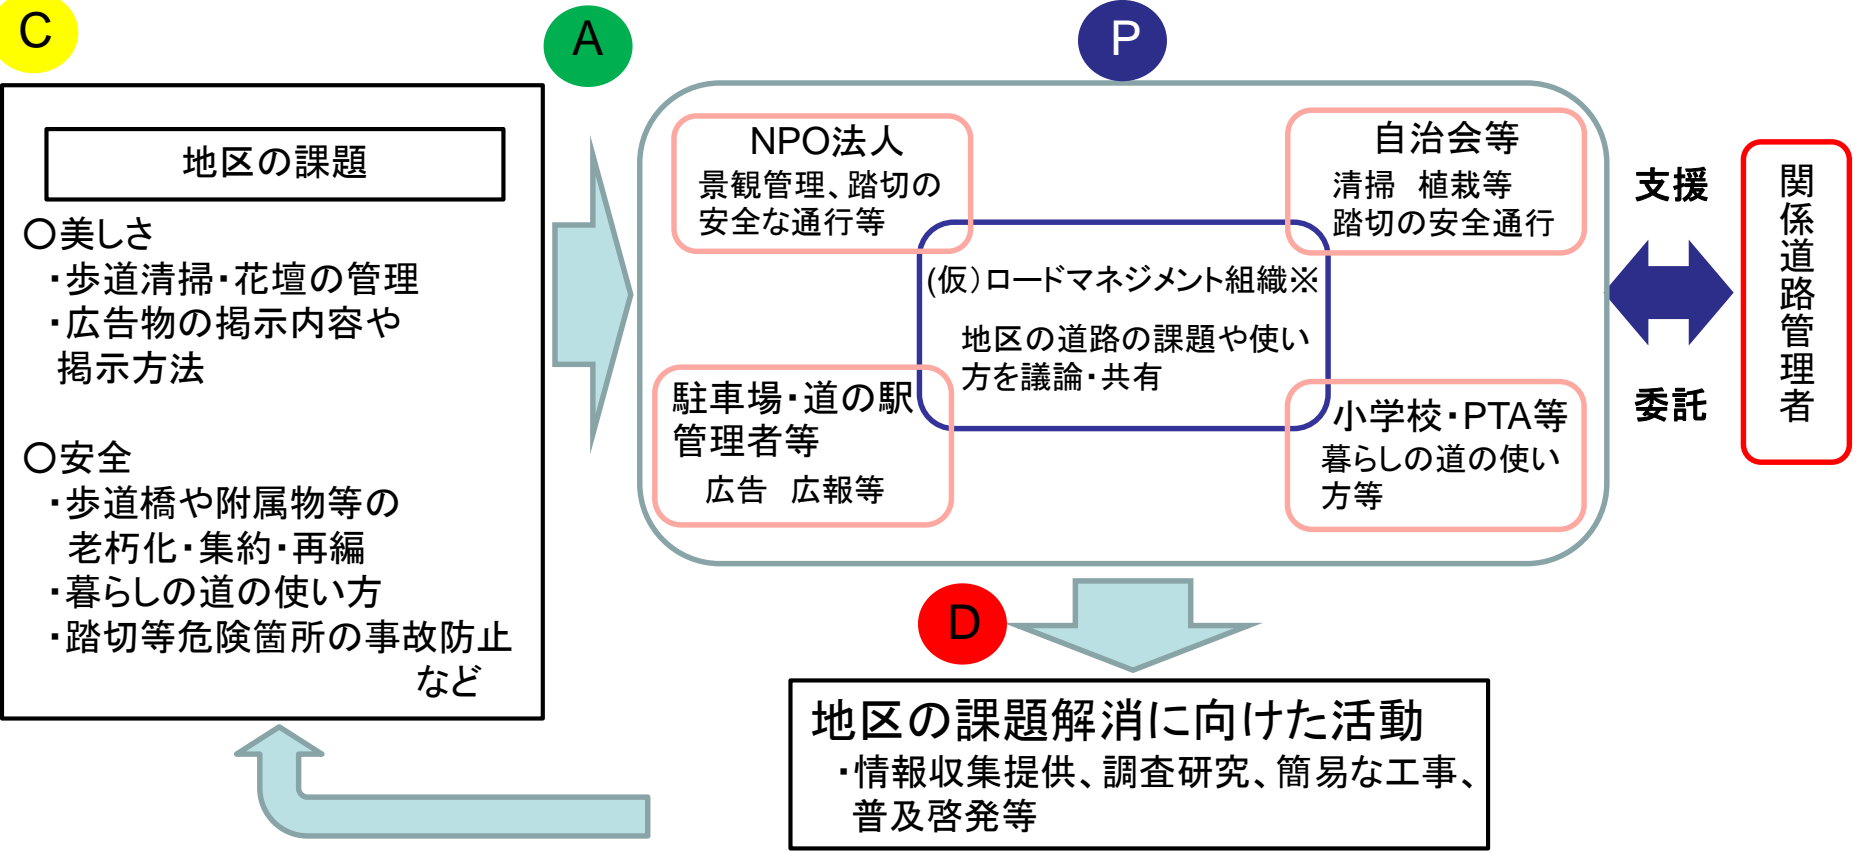 C
A
P
地区の課題
○美しさ
・歩道清掃・花壇の管理
・広告物の掲示内容や
掲示方法
○安全
・歩道橋や附属物等の
老朽化・集約・再編
・暮らしの道の使い方
・踏切等危険箇所の事故防止
など
NPO法人
景観管理、踏切の
安全な通行等
自治会等
清掃　植栽等
踏切の安全通行
(仮)ロードマネジメント組織※
地区の道路の課題や使い
方を議論・共有
駐車場・道の駅
管理者等
広告　広報等
小学校・PTA等
暮らしの道の使い
方等
支援
委託
関係道路管理者
D
地区の課題解消に向けた活動
・情報収集提供、調査研究、簡易な工事、
普及啓発等